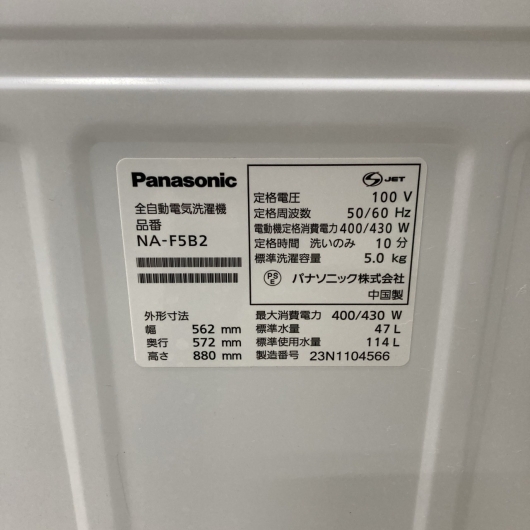 Panasonic
全自動電気洗濯機
品番
NA-F5B2
外形寸法
幅 562 mm
奥行 572 mm
高さ 880 mm
S JET
定格電圧 100 V
定格周波数 50/60 Hz
電動機定格消費電力 400/430 W
定格時間 洗いのみ 10 分
標準洗濯容量 5.0 kg
PS E パナソニック株式会社
中国製
最大消費電力 400/430 W
標準水量 47 L
標準使用水量 114 L
製造番号 23N1104566